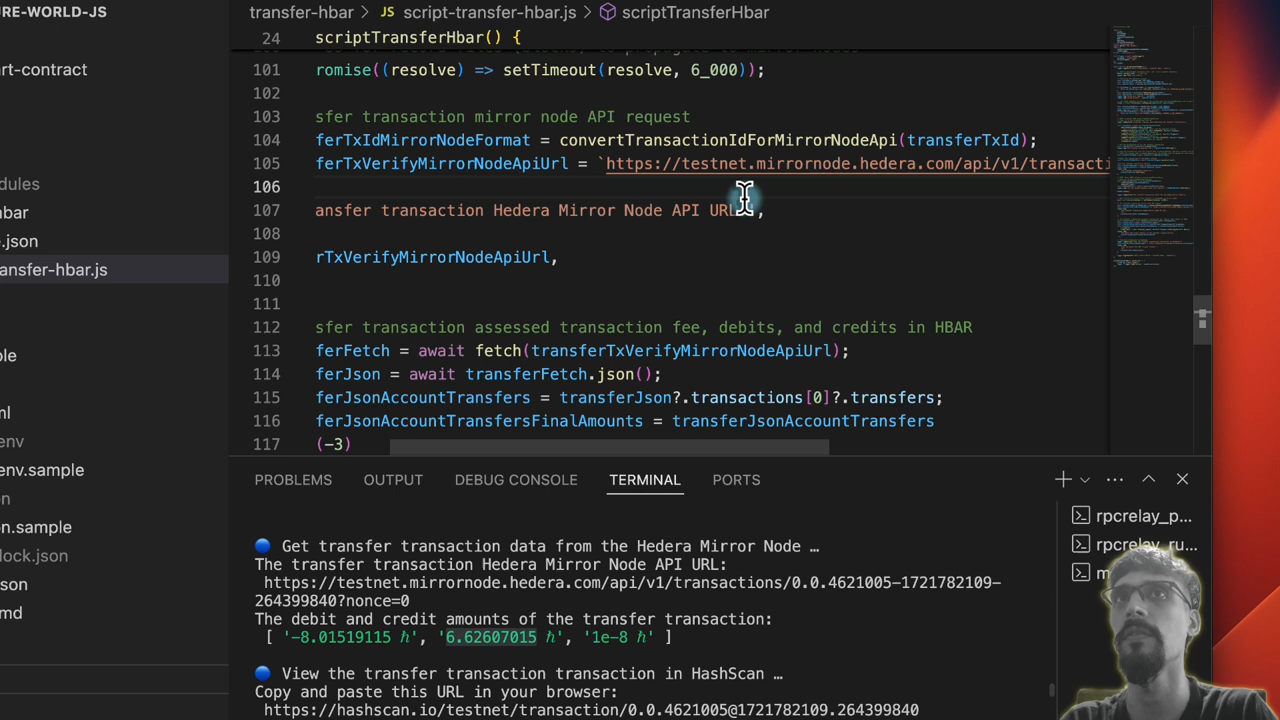 RE-WORLD-JS
transfer-hbar > JS script-transfer-hbar.js > scriptTransferHbar
24 scriptTransferHbar() {
rt-contract
101 romise((resolve) => setTimeout(resolve, 6_000));
102
103 sfer transaction mirror node API request
104 ferTxIdMirrorNodeFormat = convertTransactionIdForMirrorNodeApi(transferTxId);
105 ferTxVerifyMirrorNodeApiUrl = `https://testnet.mirrornode.hedera.com/api/v1/transacti
dules
106
107 ansfer transaction Hedera Mirror Node API URL
hbar
108
e.json
109 rTxVerifyMirrorNodeApiUrl,
ansfer-hbar.js
110
111
112 sfer transaction assessed transaction fee, debits, and credits in HBAR
113 ferFetch = await fetch(transferTxVerifyMirrorNodeApiUrl);
ple
114 ferJson = await transferFetch.json();
115 ferJsonAccountTransfers = transferJson?.transactions[0]?.transfers;
ml
116 ferJsonAccountTransfersFinalAmounts = transferJsonAccountTransfers
env
117 (-3)
env.sample
PROBLEMS OUTPUT DEBUG CONSOLE TERMINAL PORTS
on
rpcrelay_p...
on.sample
rpcrelay_ru...
ock.json
m
son
md
Get transfer transaction data from the Hedera Mirror Node …
The transfer transaction Hedera Mirror Node API URL:
https://testnet.mirrornode.hedera.com/api/v1/transactions/0.0.4621005-1721782109-
264399840?nonce=0
The debit and credit amounts of the transfer transaction:
[ '-8.01519115 ℏ', '6.62607015 ℏ', '1e-8 ℏ' ]
View the transfer transaction transaction in HashScan …
Copy and paste this URL in your browser:
https://hashscan.io/testnet/transaction/0.0.4621005@1721782109.264399840